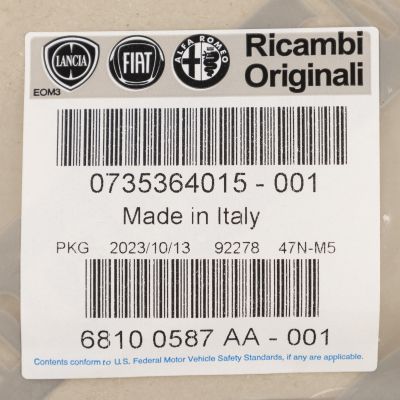 LANCIA FIAT ALFA ROMEO Ricambi
EOM3 Originali
0735364015 - 001
Made in Italy
PKG 2023/10/13 92278 47N-M5
6810 0587 AA - 001
Contents conform to U.S. Federal Motor Vehicle Safety Standards, if any are applicable.